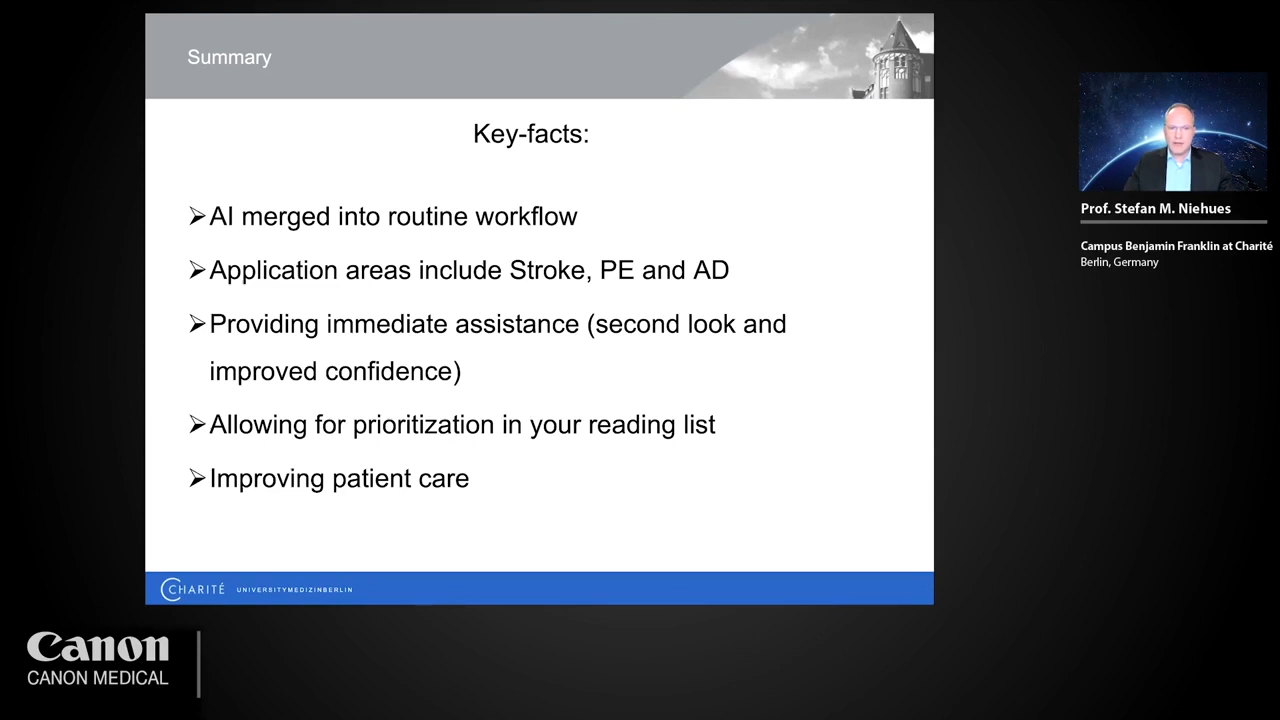 Summary
Key-facts:
➢AI merged into routine workflow
➢Application areas include Stroke, PE and AD
➢Providing immediate assistance (second look and
improved confidence)
➢Allowing for prioritization in your reading list
➢Improving patient care
CHARITÉ UNIVERSITYMEDIZINBERLIN
Prof. Stefan M. Niehues
Campus Benjamin Franklin at Charité
Berlin, Germany
Canon
CANON MEDICAL